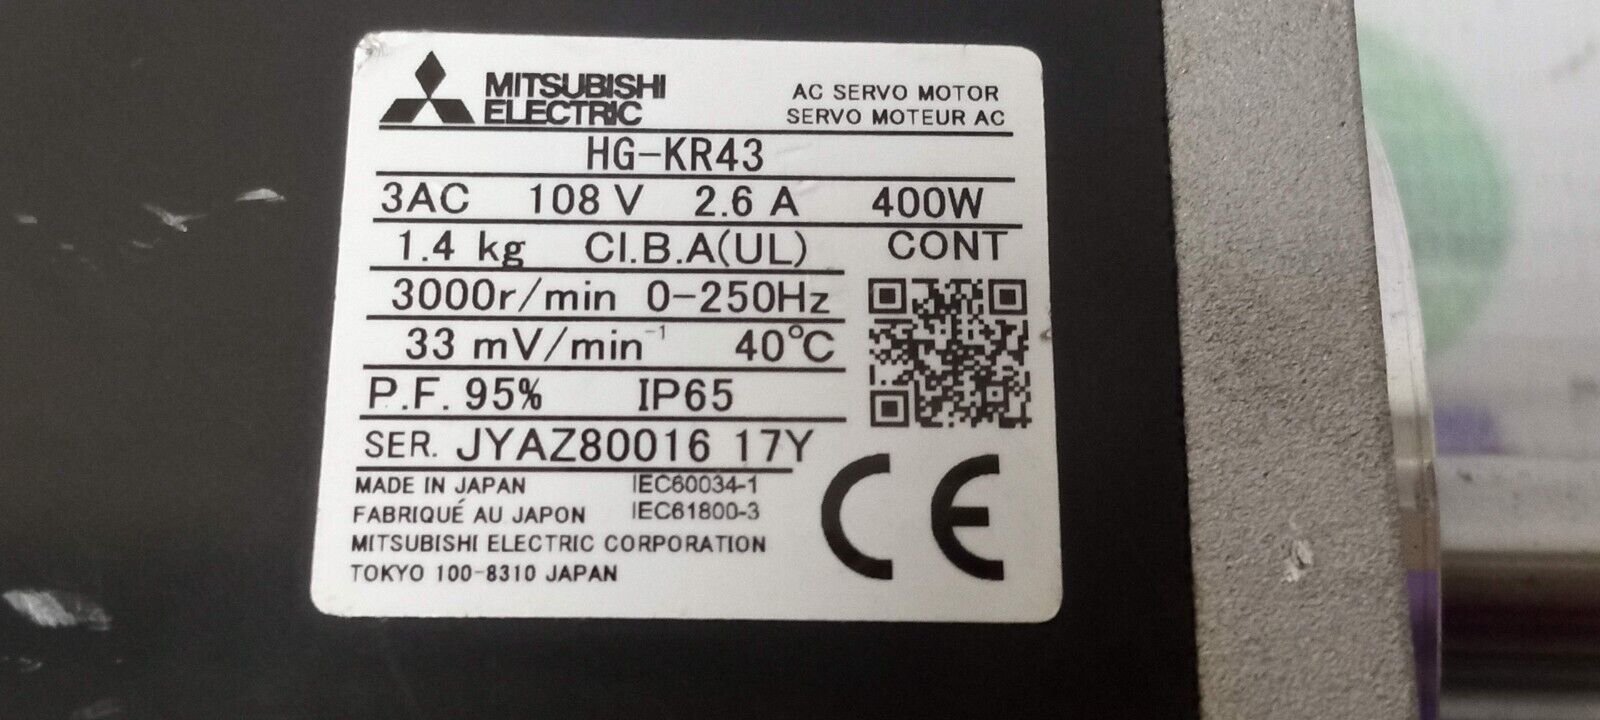 MITSUBISHI
ELECTRIC
AC SERVO MOTOR
SERVO MOTEUR AC
HG-KR43
3AC 108 V 2.6 A 400W
1.4 kg Cl.B.A(UL) CONT
3000r/min 0-250Hz
33 mV/min⁻¹ 40℃
P.F. 95% IP65
SER. JYAZ80016 17Y
MADE IN JAPAN IEC60034-1
FABRIQUÉ AU JAPON IEC61800-3
MITSUBISHI ELECTRIC CORPORATION
TOKYO 100-8310 JAPAN
CE